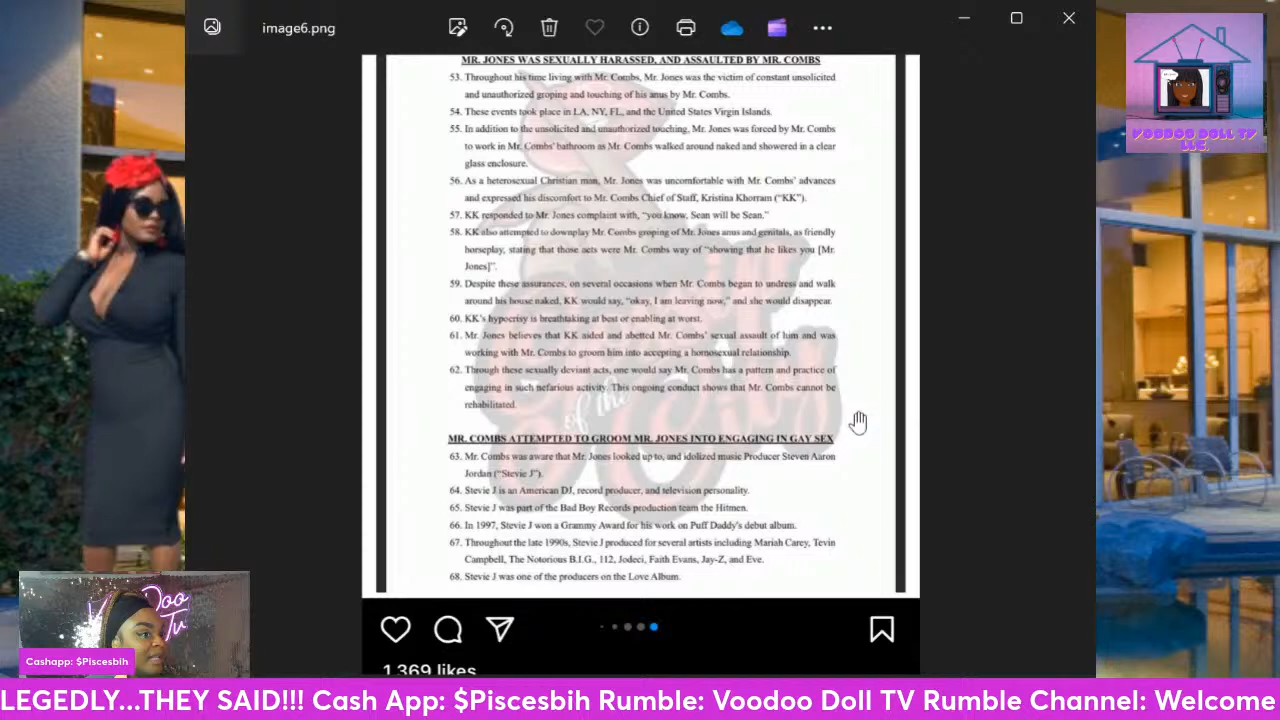 image6.png
MR. JONES WAS SEXUALLY HARASSED, AND ASSAULTED BY MR. COMBS
53. Throughout his time living with Mr. Combs, Mr. Jones was the victim of constant unsolicited
and unauthorized groping and touching of his anus by Mr. Combs.
54. These events took place in LA, NY, FL, and the United States Virgin Islands.
55. In addition to the unsolicited and unauthorized touching, Mr. Jones was forced by Mr. Combs
to work in Mr. Combs' bathroom as Mr. Combs walked around naked and showered in a clear
glass enclosure.
56. As a heterosexual Christian man, Mr. Jones was uncomfortable with Mr. Combs' advances
and expressed his discomfort to Mr. Combs Chief of Staff, Kristina Khorram ("KK").
57. KK responded to Mr. Jones complaint with, "you know, Sean will be Sean."
58. KK also attempted to downplay Mr. Combs groping of Mr. Jones anus and genitals, as friendly
horseplay, stating that those acts were Mr. Combs way of "showing that he likes you [Mr.
Jones]".
59. Despite these assurances, on several occasions when Mr. Combs began to undress and walk
around his house naked, KK would say, "okay, I am leaving now," and she would disappear.
60. KK's hypocrisy is breathtaking at best or enabling at worst.
61. Mr. Jones believes that KK aided and abetted Mr. Combs' sexual assault of him and was
working with Mr. Combs to groom him into accepting a homosexual relationship.
62. Through these sexually deviant acts, one would say Mr. Combs has a pattern and practice of
engaging in such nefarious activity. This ongoing conduct shows that Mr. Combs cannot be
rehabilitated.
MR. COMBS ATTEMPTED TO GROOM MR. JONES INTO ENGAGING IN GAY SEX
63. Mr. Combs was aware that Mr. Jones looked up to, and idolized music Producer Steven Aaron
Jordan ("Stevie J").
64. Stevie J is an American DJ, record producer, and television personality.
65. Stevie J was part of the Bad Boy Records production team the Hitmen.
66. In 1997, Stevie J won a Grammy Award for his work on Puff Daddy's debut album.
67. Throughout the late 1990s, Stevie J produced for several artists including Mariah Carey, Tevin
Campbell, The Notorious B.I.G., 112, Jodeci, Faith Evans, Jay-Z, and Eve.
68. Stevie J was one of the producers on the Love Album.
of the
1,369 likes
VOODOO DOLL TV
LLC.
Cashapp: $Piscesbih
LEGEDLY...THEY SAID!!! Cash App: $Piscesbih Rumble: Voodoo Doll TV Rumble Channel: Welcome